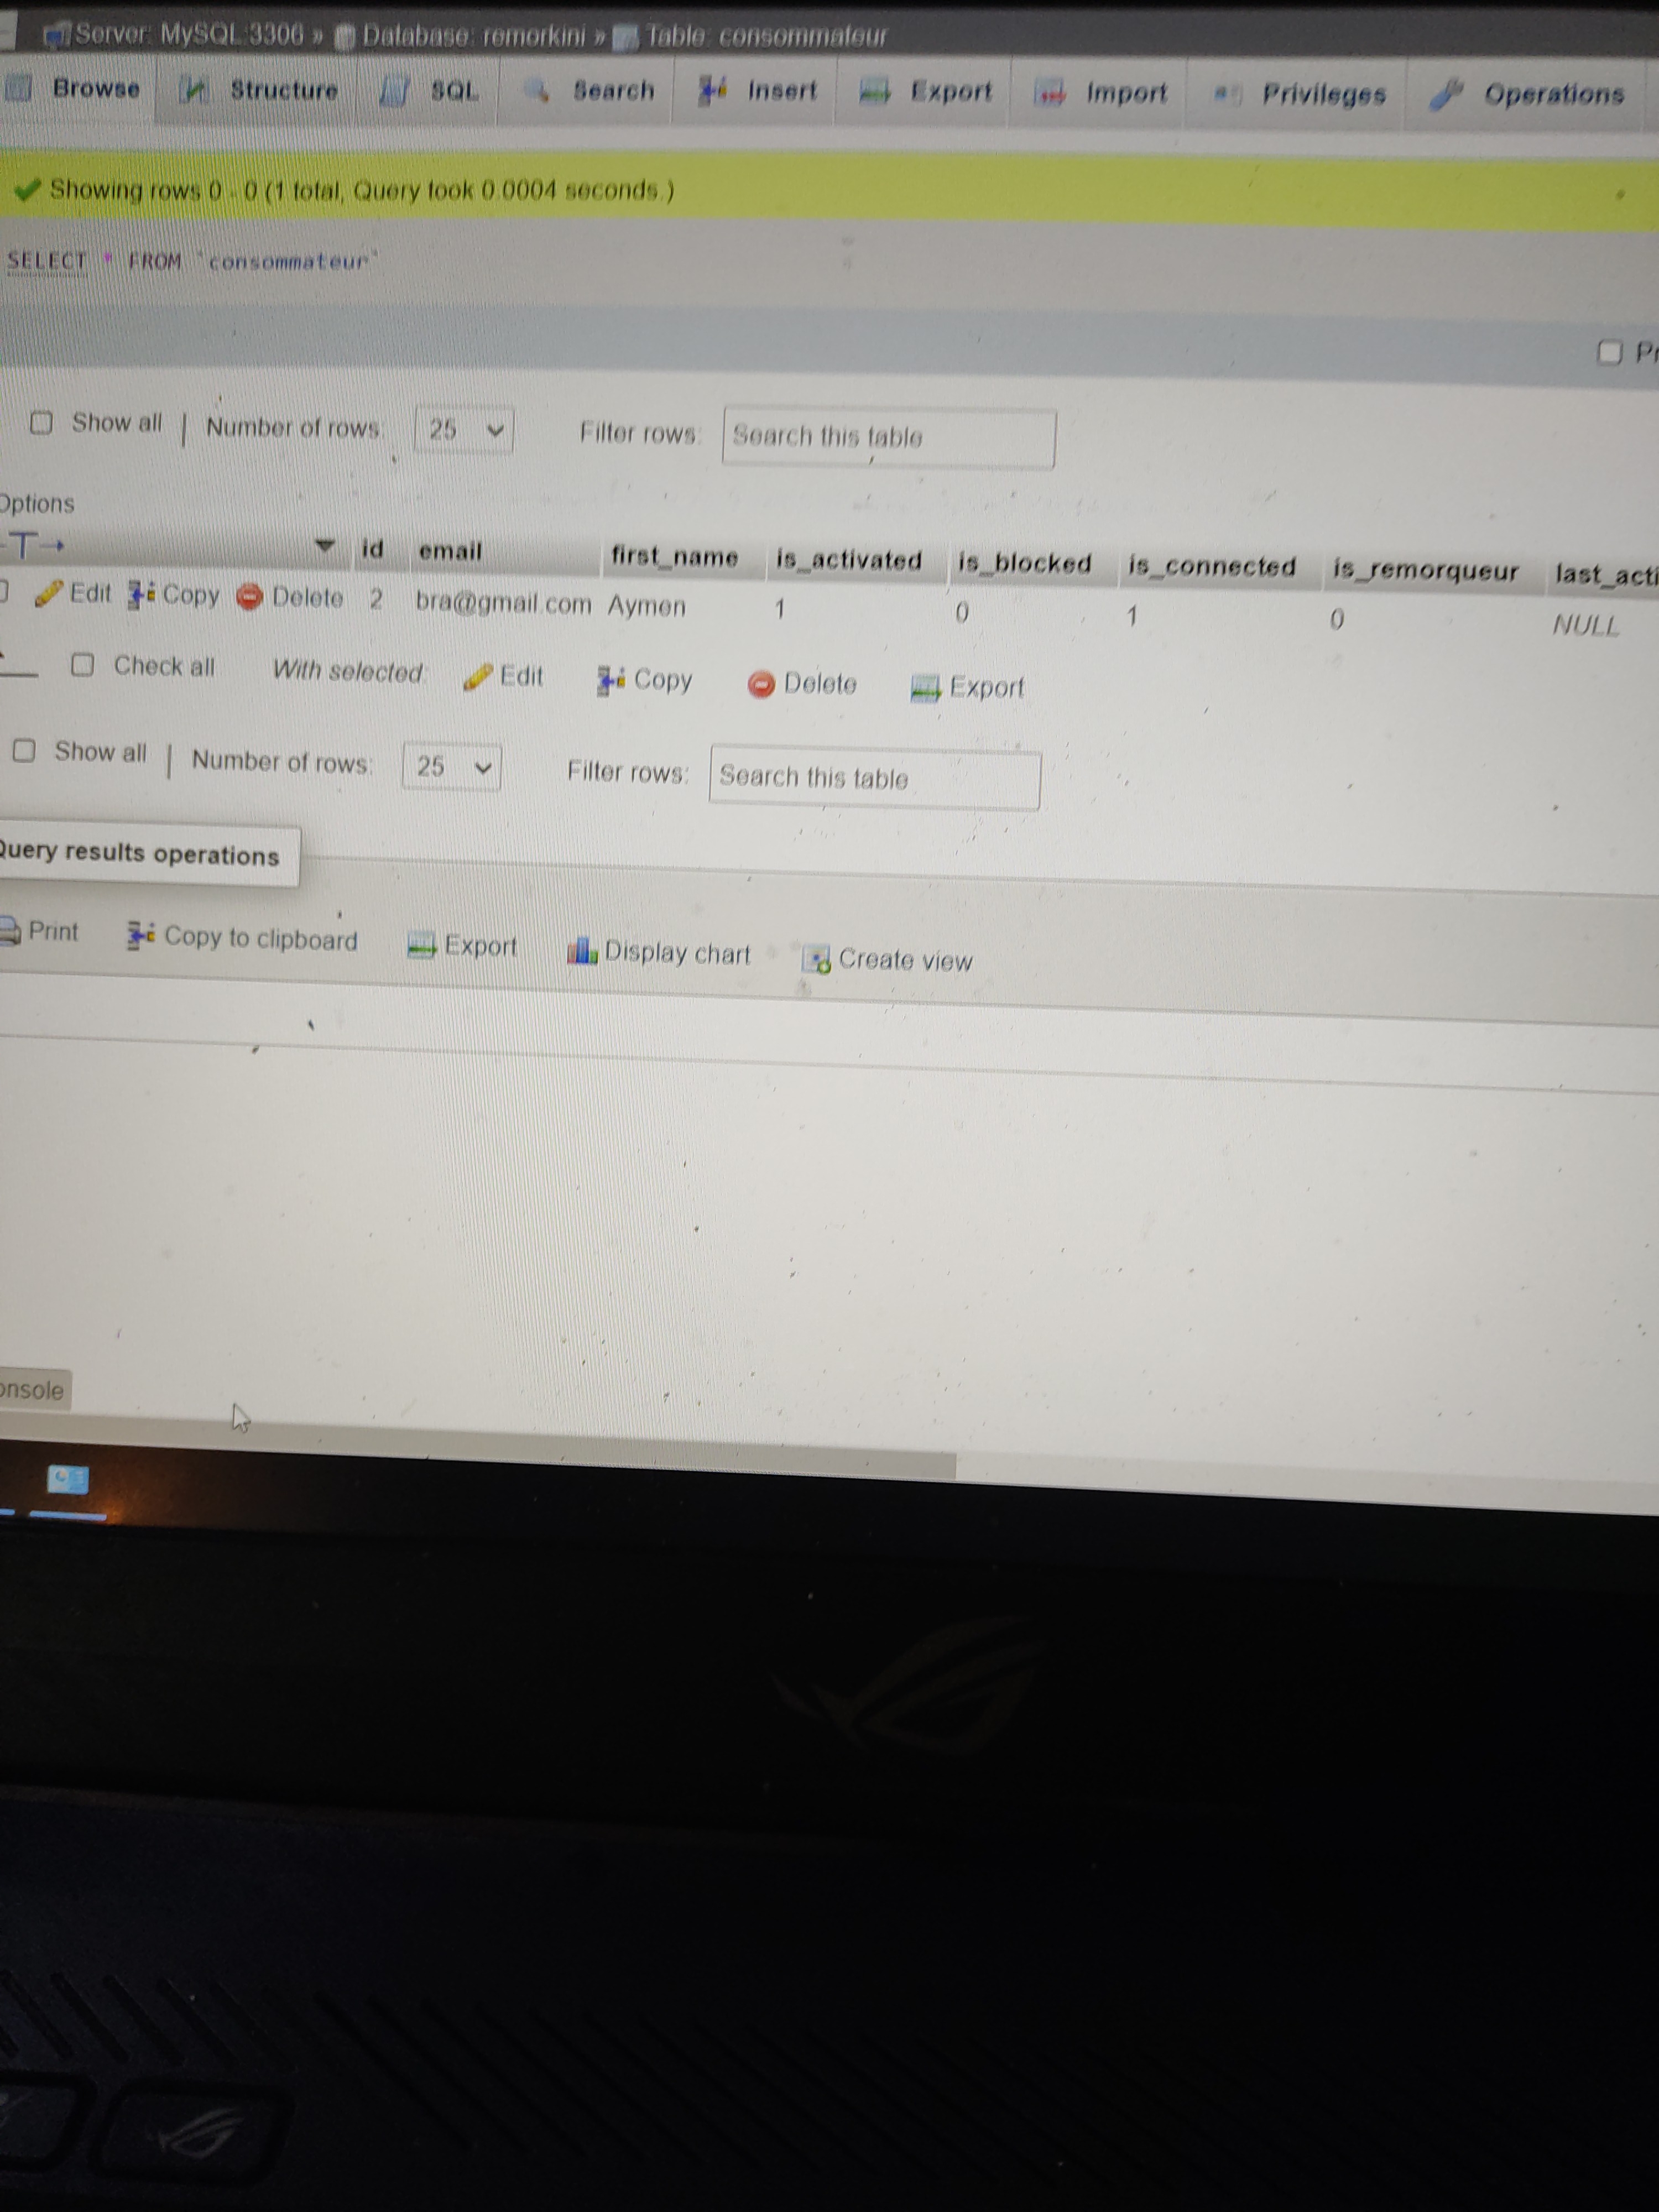 Server: MySQL:3306 » Database: remorkini » Table: consommateur
Browse Structure SQL Search Insert Export Import Privileges Operations
Showing rows 0 - 0 (1 total, Query took 0.0004 seconds.)
SELECT * FROM `consommateur`
Show all | Number of rows: 25 Filter rows: Search this table
Options
id email first_name is_activated is_blocked is_connected is_remorqueur last_acti
Edit Copy Delete 2 bra@gmail.com Aymen 1 0 1 0 NULL
Check all With selected: Edit Copy Delete Export
Show all | Number of rows: 25 Filter rows: Search this table
Query results operations
Print Copy to clipboard Export Display chart Create view
onsole